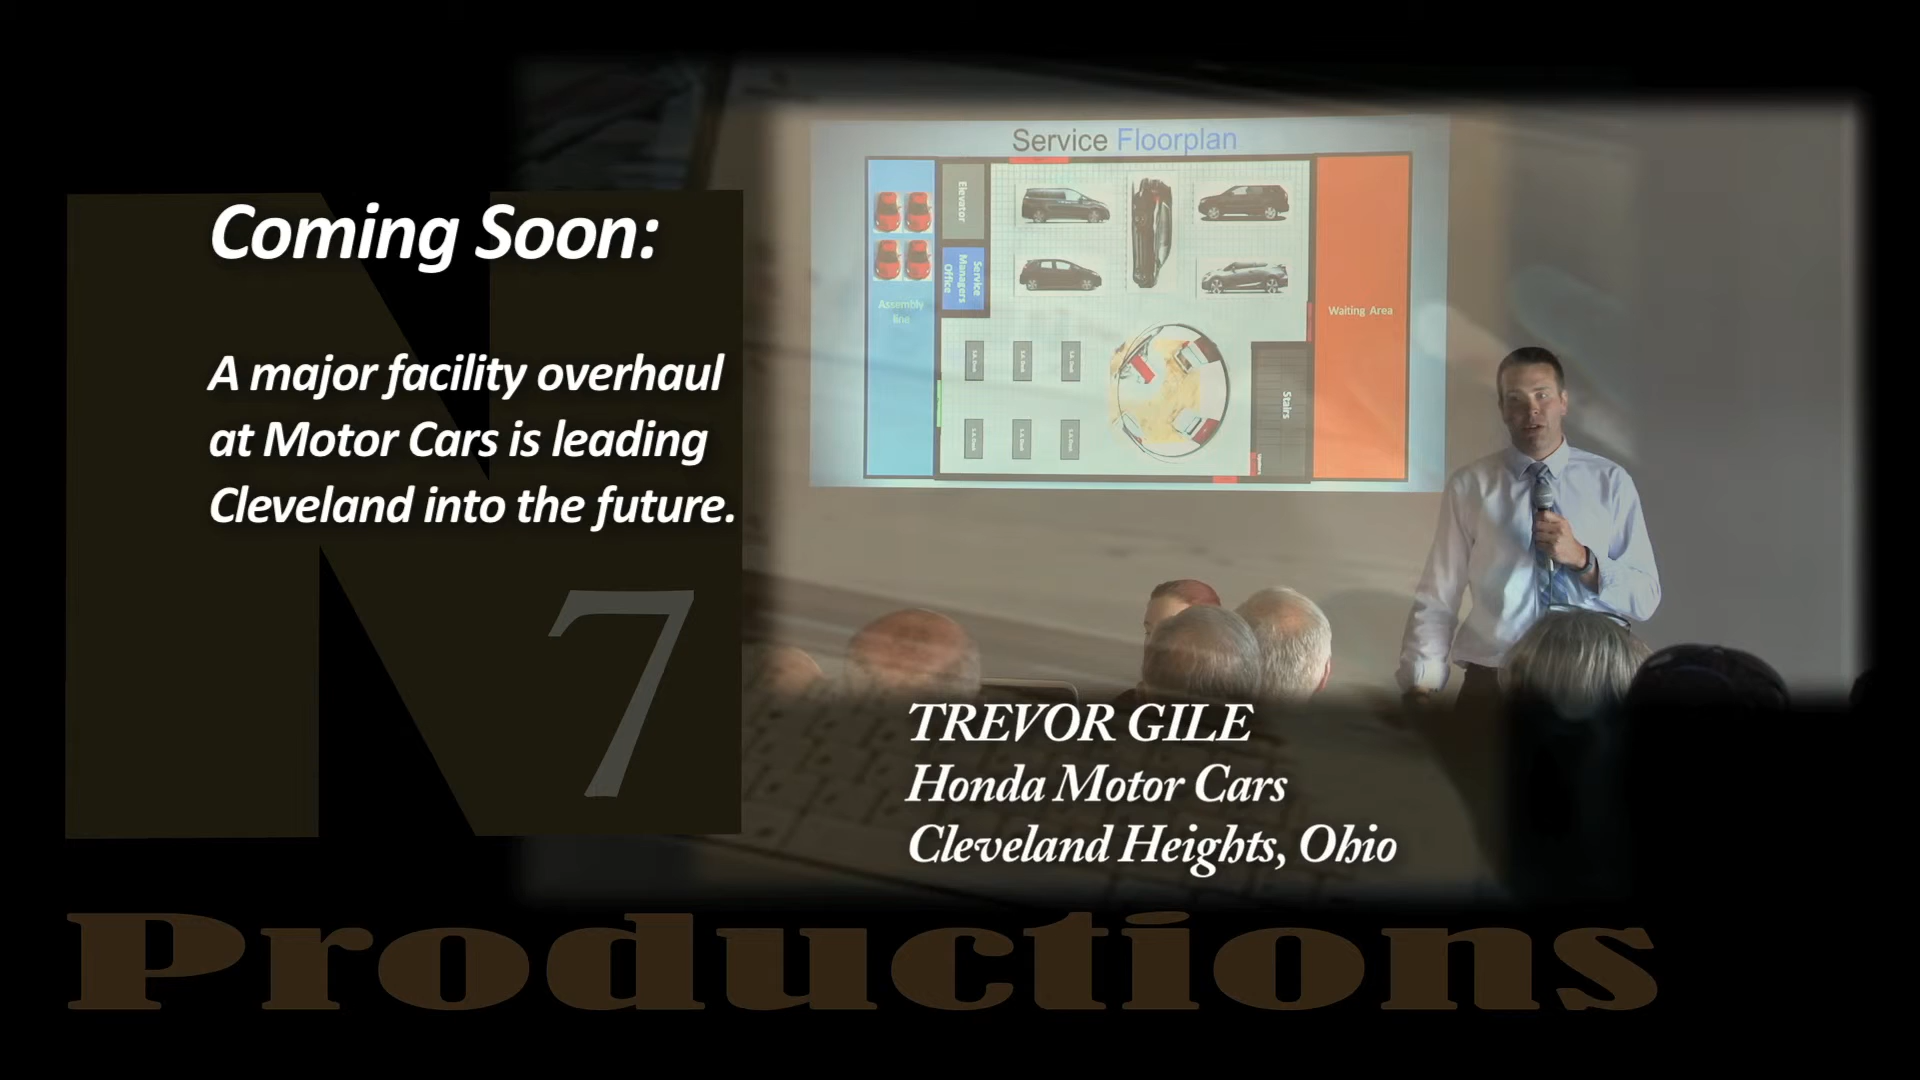 Coming Soon:
A major facility overhaul
at Motor Cars is leading
Cleveland into the future.
N
7
Productions
Service Floorplan
Elevator
Service
Managers
Office
Assembly
line
Waiting Area
Stairs
TREVOR GILE
Honda Motor Cars
Cleveland Heights, Ohio